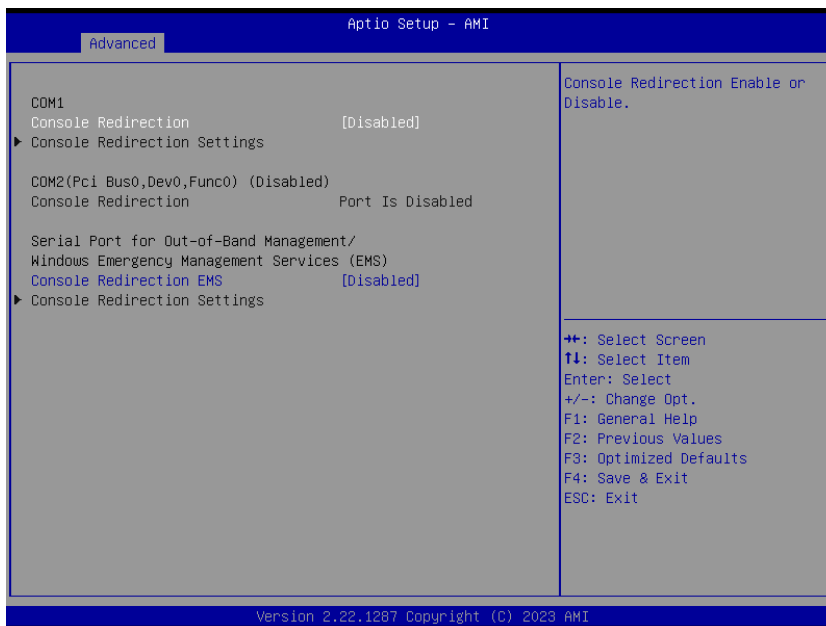 Aptio Setup – AMI
Advanced
COM1
Console Redirection [Disabled]
Console Redirection Settings
COM2(Pci Bus0,Dev0,Func0) (Disabled)
Console Redirection Port Is Disabled
Serial Port for Out-of-Band Management/
Windows Emergency Management Services (EMS)
Console Redirection EMS [Disabled]
Console Redirection Settings
Console Redirection Enable or
Disable.
→←: Select Screen
↑↓: Select Item
Enter: Select
+/-: Change Opt.
F1: General Help
F2: Previous Values
F3: Optimized Defaults
F4: Save & Exit
ESC: Exit
Version 2.22.1287 Copyright (C) 2023 AMI